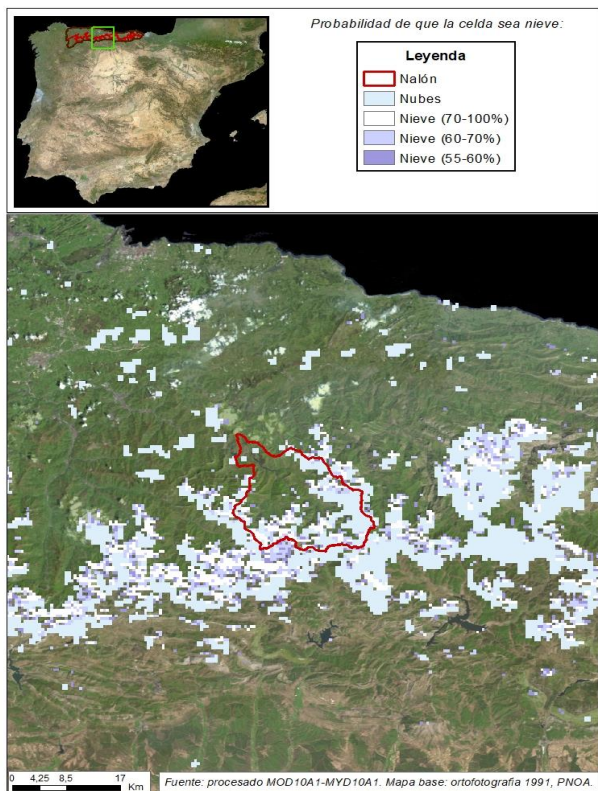 Probabilidad de que la celda sea nieve:
Leyenda
Nalón
Nubes
Nieve (70-100%)
Nieve (60-70%)
Nieve (55-60%)
0 4,25 8,5 17
Km
Fuente: procesado MOD10A1-MYD10A1. Mapa base: ortofotografia 1991, PNOA.